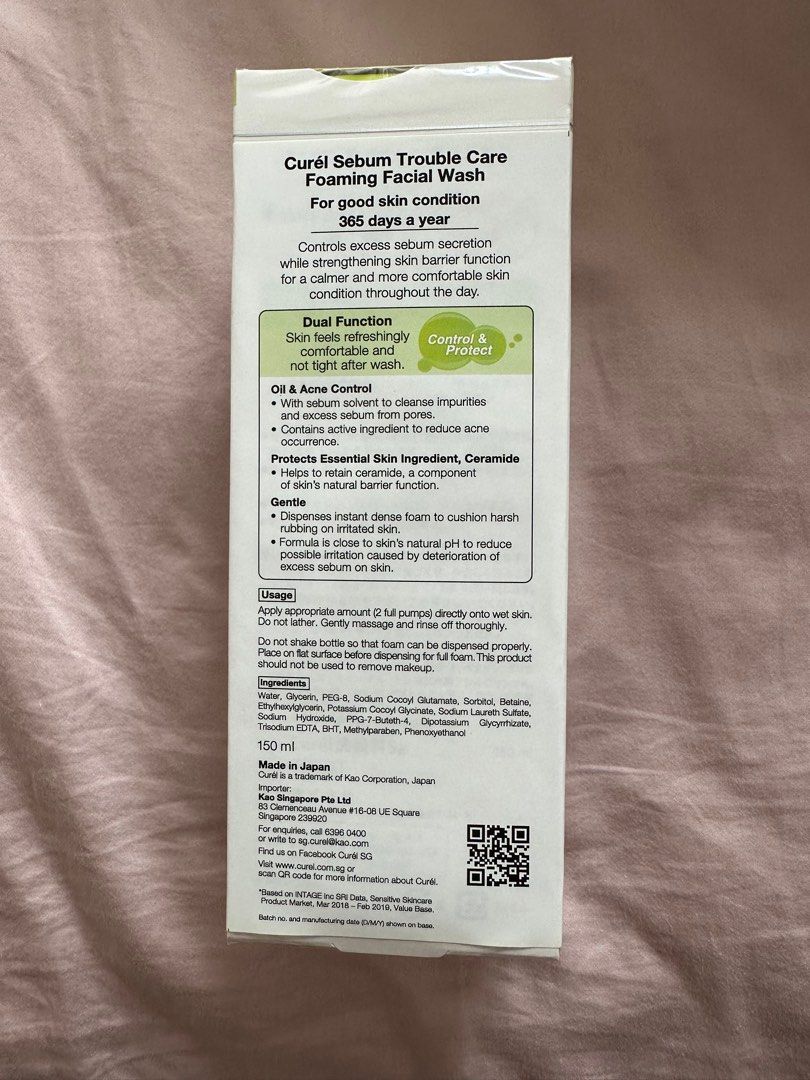 Curél Sebum Trouble Care
Foaming Facial Wash
For good skin condition
365 days a year
Controls excess sebum secretion
while strengthening skin barrier function
for a calmer and more comfortable skin
condition throughout the day.
Dual Function
Skin feels refreshingly
comfortable and
not tight after wash.
Control &
Protect
Oil & Acne Control
• With sebum solvent to cleanse impurities
and excess sebum from pores.
• Contains active ingredient to reduce acne
occurrence.
Protects Essential Skin Ingredient, Ceramide
• Helps to retain ceramide, a component
of skin's natural barrier function.
Gentle
• Dispenses instant dense foam to cushion harsh
rubbing on irritated skin.
• Formula is close to skin's natural pH to reduce
possible irritation caused by deterioration of
excess sebum on skin.
Usage
Apply appropriate amount (2 full pumps) directly onto wet skin.
Do not lather. Gently massage and rinse off thoroughly.
Do not shake bottle so that foam can be dispensed properly.
Place on flat surface before dispensing for full foam. This product
should not be used to remove makeup.
Ingredients
Water, Glycerin, PEG-8, Sodium Cocoyl Glutamate, Sorbitol, Betaine,
Ethylhexylglycerin, Potassium Cocoyl Glycinate, Sodium Laureth Sulfate,
Sodium Hydroxide, PPG-7-Buteth-4, Dipotassium Glycyrrhizate,
Trisodium EDTA, BHT, Methylparaben, Phenoxyethanol
150 ml
Made in Japan
Curél is a trademark of Kao Corporation, Japan
Importer:
Kao Singapore Pte Ltd
83 Clemenceau Avenue #16-08 UE Square
Singapore 239920
For enquiries, call 6396 0400
or write to sg.curel@kao.com
Find us on Facebook Curél SG
Visit www.curel.com.sg or
scan QR code for more information about Curél.
*Based on INTAGE Inc SRI Data, Sensitive Skincare
Product Market, Mar 2018 – Feb 2019, Value Base.
Batch no. and manufacturing date (D/M/Y) shown on base.